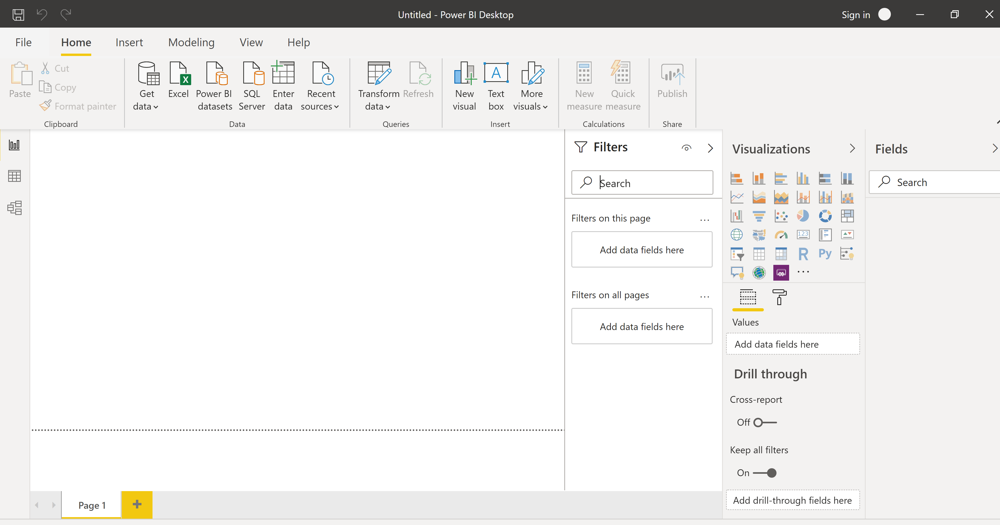 Untitled - Power BI Desktop
Sign in
File Home Insert Modeling View Help
Paste
Cut
Copy
Format painter
Clipboard
Get data
Excel
Power BI datasets
SQL Server
Enter data
Recent sources
Data
Transform data
Refresh
Queries
New visual
Text box
More visuals
Insert
New measure
Quick measure
Calculations
Publish
Share
Filters
Search
Filters on this page ...
Add data fields here
Filters on all pages ...
Add data fields here
Visualizations
123
R Py
...
Values
Add data fields here
Drill through
Cross-report
Off
Keep all filters
On
Add drill-through fields here
Fields
Search
Page 1